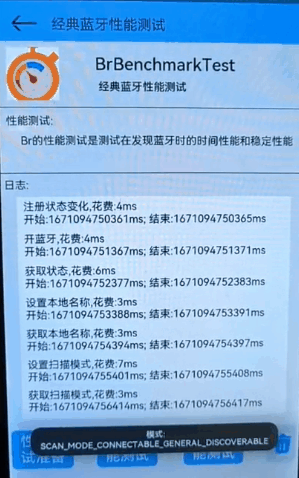 经典蓝牙性能测试
BrBenchmarkTest
经典蓝牙性能测试
性能测试:
Br的性能测试是测试在发现蓝牙时的时间性能和稳定性能
日志:
注册状态变化,花费:4ms
开始:1671094750361ms; 结束:1671094750365ms
开蓝牙,花费:4ms
开始:1671094751367ms; 结束:1671094751371ms
获取状态,花费:6ms
开始:1671094752377ms; 结束:1671094752383ms
设置本地名称,花费:3ms
开始:1671094753388ms; 结束:1671094753391ms
获取本地名称,花费:3ms
开始:1671094754394ms; 结束:1671094754397ms
设置扫描模式,花费:7ms
开始:1671094755401ms; 结束:1671094755408ms
获取扫描模式,花费:3ms
开始:1671094756414ms; 结束:1671094756417ms
模式:
SCAN_MODE_CONNECTABLE_GENERAL_DISCOVERABLE
能测试
能测试